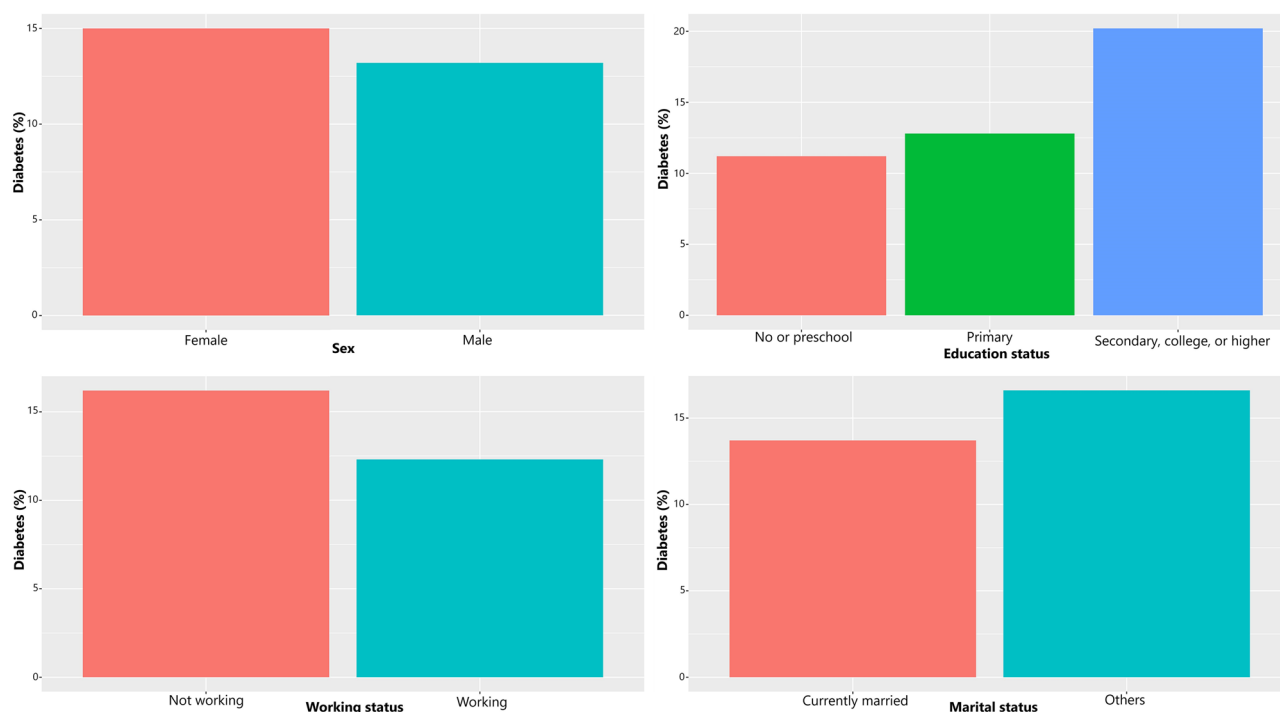 Diabetes (%)
15
10
5
0
Female
Male
Sex
Diabetes (%)
20
15
10
5
0
No or preschool
Primary
Secondary, college, or higher
Education status
Diabetes (%)
15
10
5
0
Not working
Working
Working status
Diabetes (%)
15
10
5
0
Currently married
Others
Marital status